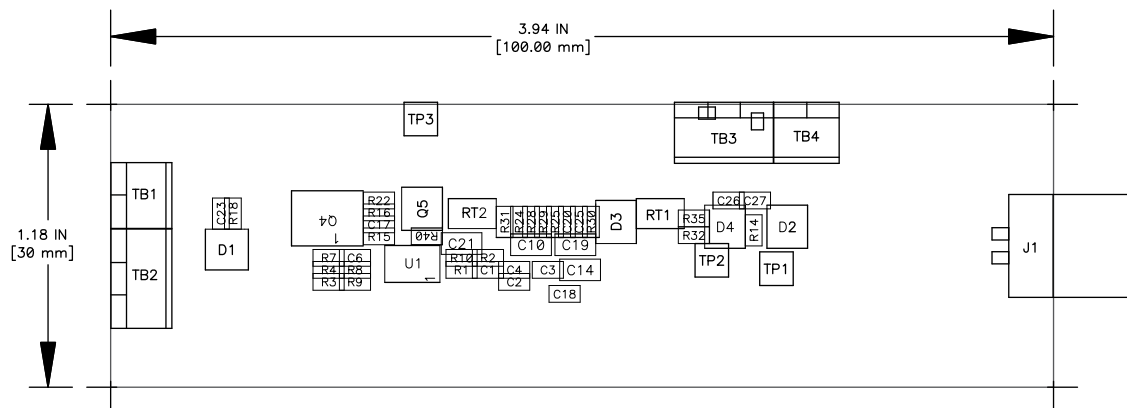 3.94 IN
[100.00 mm]
1.18 IN
[30 mm]
TP3
TB3
TB4
TB1
TB2
C23
R18
D1
Q4
1
R22
R16
C17
R15
Q5
R40
RT2
R31
R24
R28
R29
R25
C20
C25
R30
D3
RT1
R35
R32
C26
C27
D4
R14
D2
C21
C10
C19
R7
C6
R4
R8
R3
R9
U1
1
R10
R2
R1
C1
C4
C2
C3
C14
C18
TP2
TP1
J1